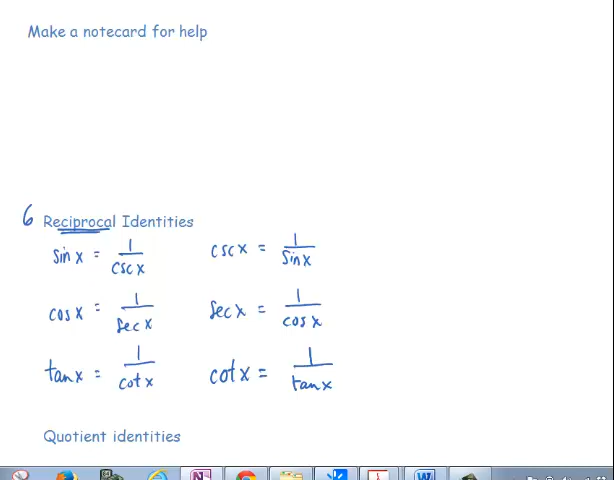 Make a notecard for help
6 Reciprocal Identities
sin x = 1/csc x csc x = 1/sin x
cos x = 1/sec x sec x = 1/cos x
tan x = 1/cot x cot x = 1/tan x
Quotient identities